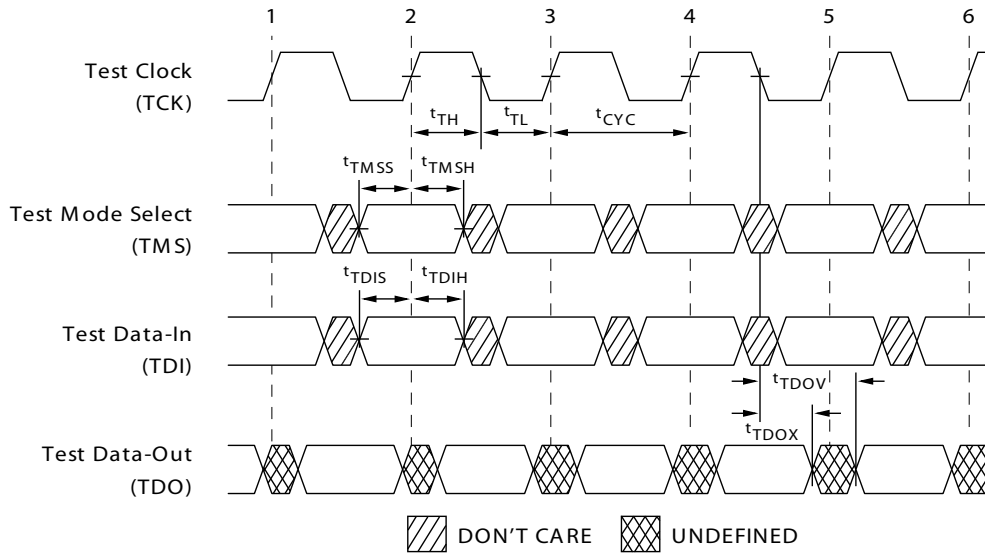 1 2 3 4 5 6
Test Clock
(TCK)
tTH tTL tCYC
tTMSS tTMSH
Test Mode Select
(TMS)
tTDIS tTDIH
Test Data-In
(TDI)
tTDOV
tTDOX
Test Data-Out
(TDO)
DON'T CARE UNDEFINED